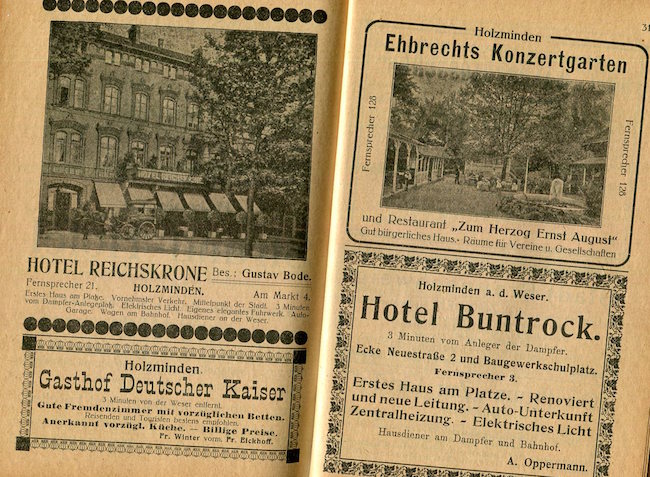 HOTEL REICHSKRONE Bes.: Gustav Bode.
Fernsprecher 21. HOLZMINDEN. Am Markt 4.
Erstes Haus am Platze. Vornehmster Verkehr. Mittelpunkt der Stadt. 3 Minuten
vom Dampfer-Anlegeplatz. Elektrisches Licht. Eigenes elegantes Fuhrwerk. Auto-
Garage. Wagen am Bahnhof. Hausdiener an der Weser.
Holzminden.
Gasthof Deutscher Kaiser
3 Minuten von der Weser entfernt.
Gute Fremdenzimmer mit vorzüglichen Betten.
Reisenden und Touristen bestens empfohlen.
Anerkannt vorzügl. Küche. — Billige Preise.
Fr. Winter vorm. Fr. Eickhoff.
31
Holzminden
Ehbrechts Konzertgarten
Fernsprecher 128
Fernsprecher 128
und Restaurant „Zum Herzog Ernst August“
Gut bürgerliches Haus. - Räume für Vereine u. Gesellschaften
Holzminden a. d. Weser.
Hotel Buntrock.
3 Minuten vom Anleger der Dampfer.
Ecke Neuestraße 2 und Baugewerkschulplatz.
Fernsprecher 3.
Erstes Haus am Platze. - Renoviert
und neue Leitung. - Auto-Unterkunft
Zentralheizung. - Elektrisches Licht
Hausdiener am Dampfer und Bahnhof.
A. Oppermann.